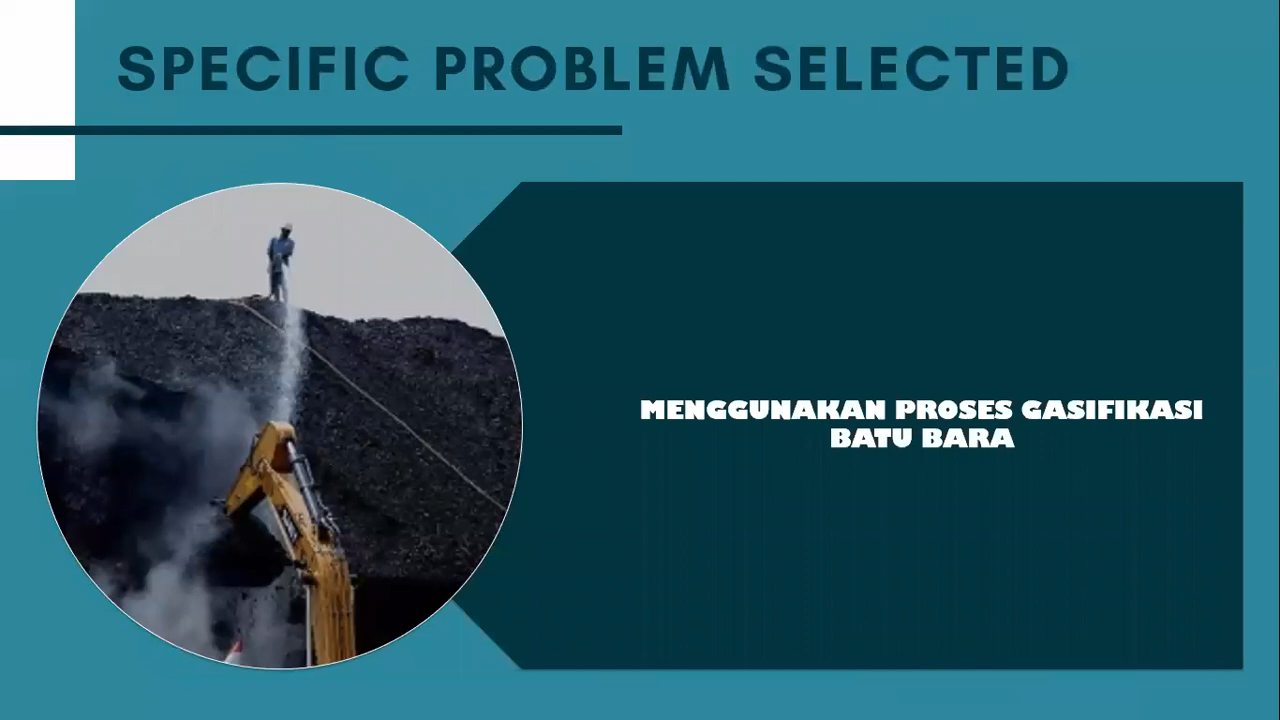 SPECIFIC PROBLEM SELECTED
MENGGUNAKAN PROSES GASIFIKASI
BATU BARA